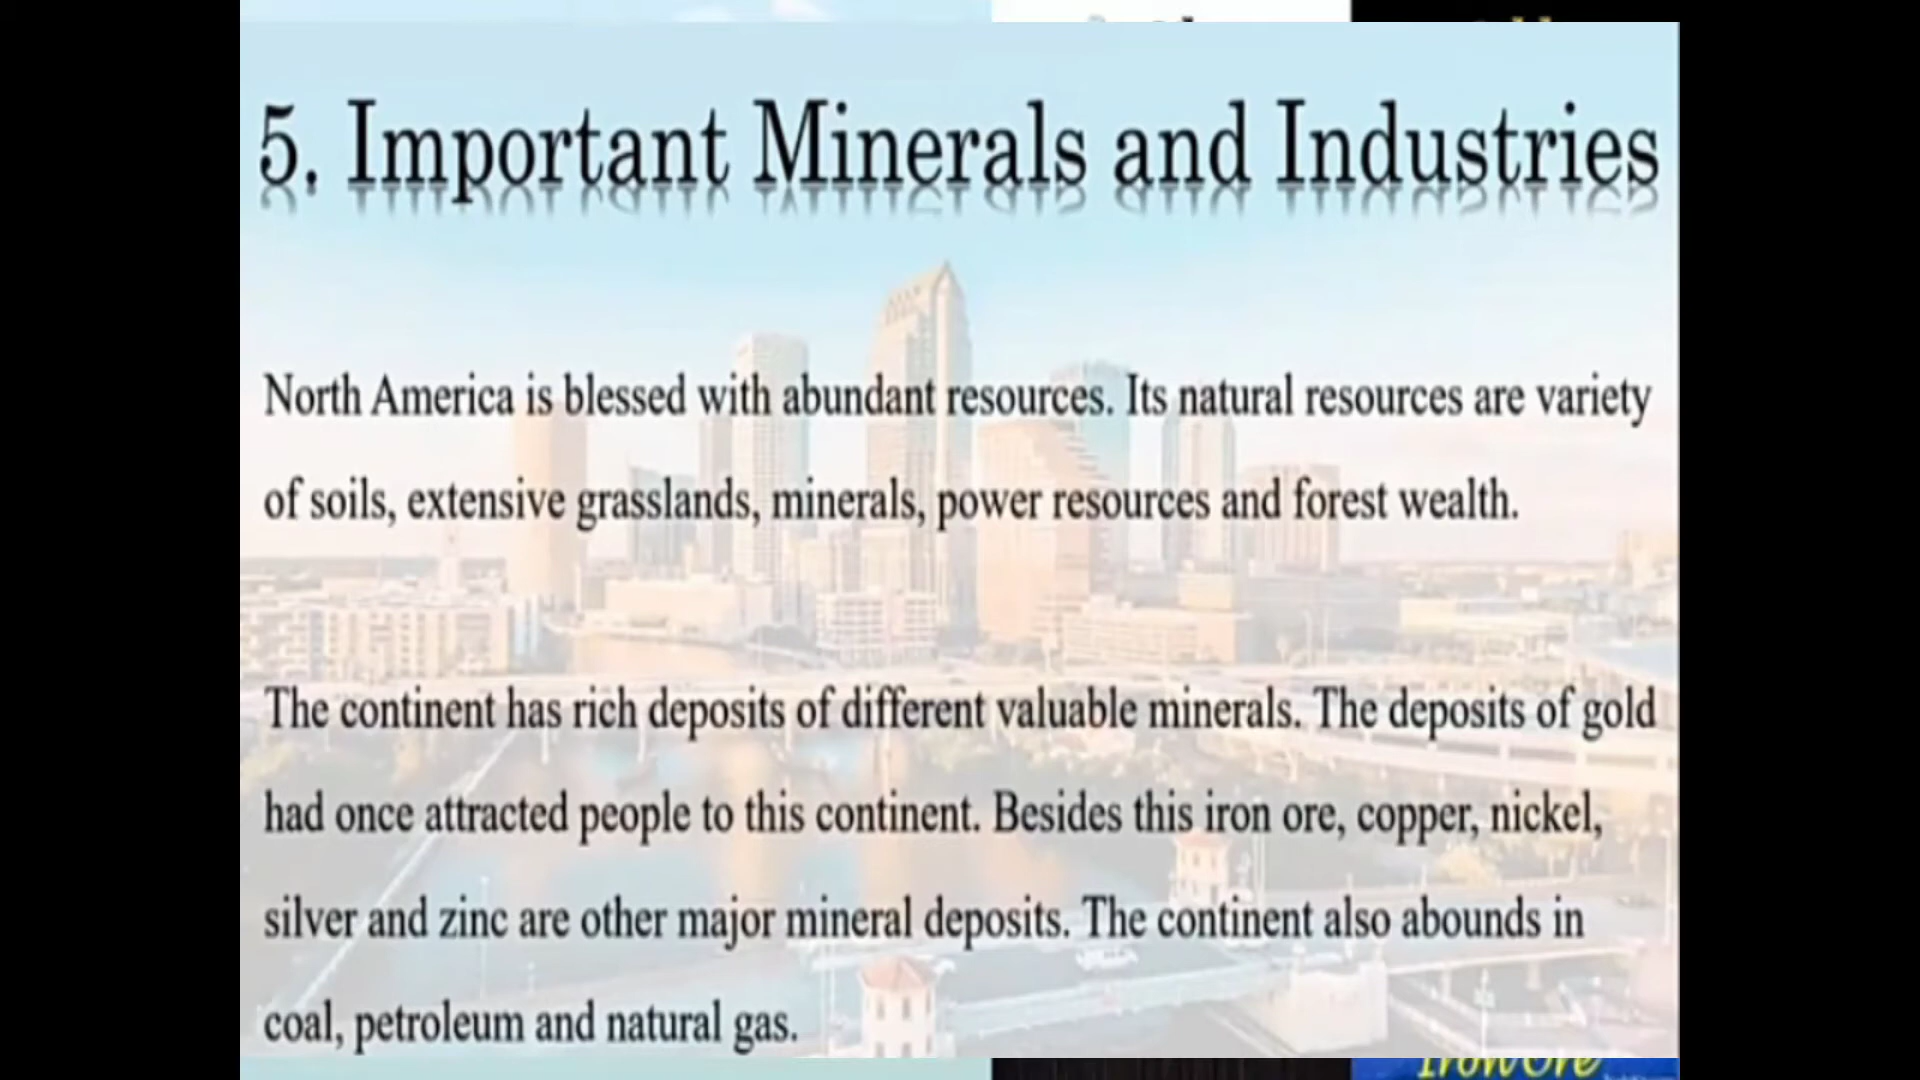 5. Important Minerals and Industries
North America is blessed with abundant resources. Its natural resources are variety
of soils, extensive grasslands, minerals, power resources and forest wealth.
The continent has rich deposits of different valuable minerals. The deposits of gold
had once attracted people to this continent. Besides this iron ore, copper, nickel,
silver and zinc are other major mineral deposits. The continent also abounds in
coal, petroleum and natural gas.
Iron Ore